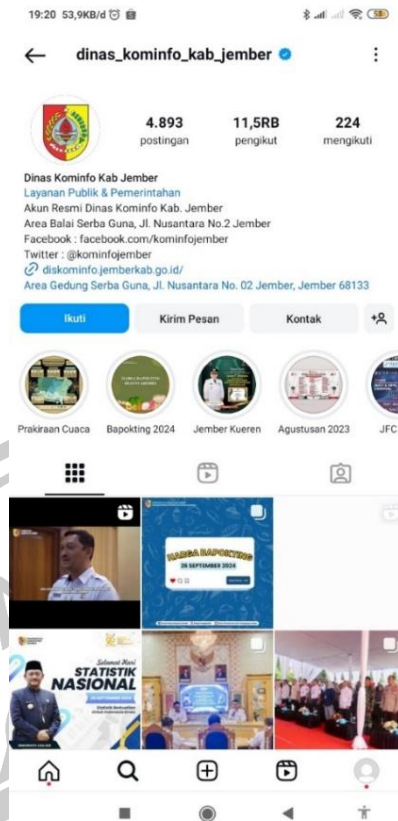 19:20 53,9KB/d
58
dinas_kominfo_kab_jember
4.893 11,5RB 224
postingan pengikut mengikuti
Dinas Kominfo Kab Jember
Layanan Publik & Pemerintahan
Akun Resmi Dinas Kominfo Kab. Jember
Area Balai Serba Guna, Jl. Nusantara No.2 Jember
Facebook : facebook.com/kominfojember
Twitter : @kominfojember
diskominfo.jemberkab.go.id/
Area Gedung Serba Guna, Jl. Nusantara No. 02 Jember, Jember 68133
Ikuti Kirim Pesan Kontak
Prakiraan Cuaca Bapokting 2024 Jember Kueren Agustusan 2023 JFC
HARGA BAPOKTING
26 SEPTEMBER 2024
Selamat Hari
STATISTIK
NASIONAL